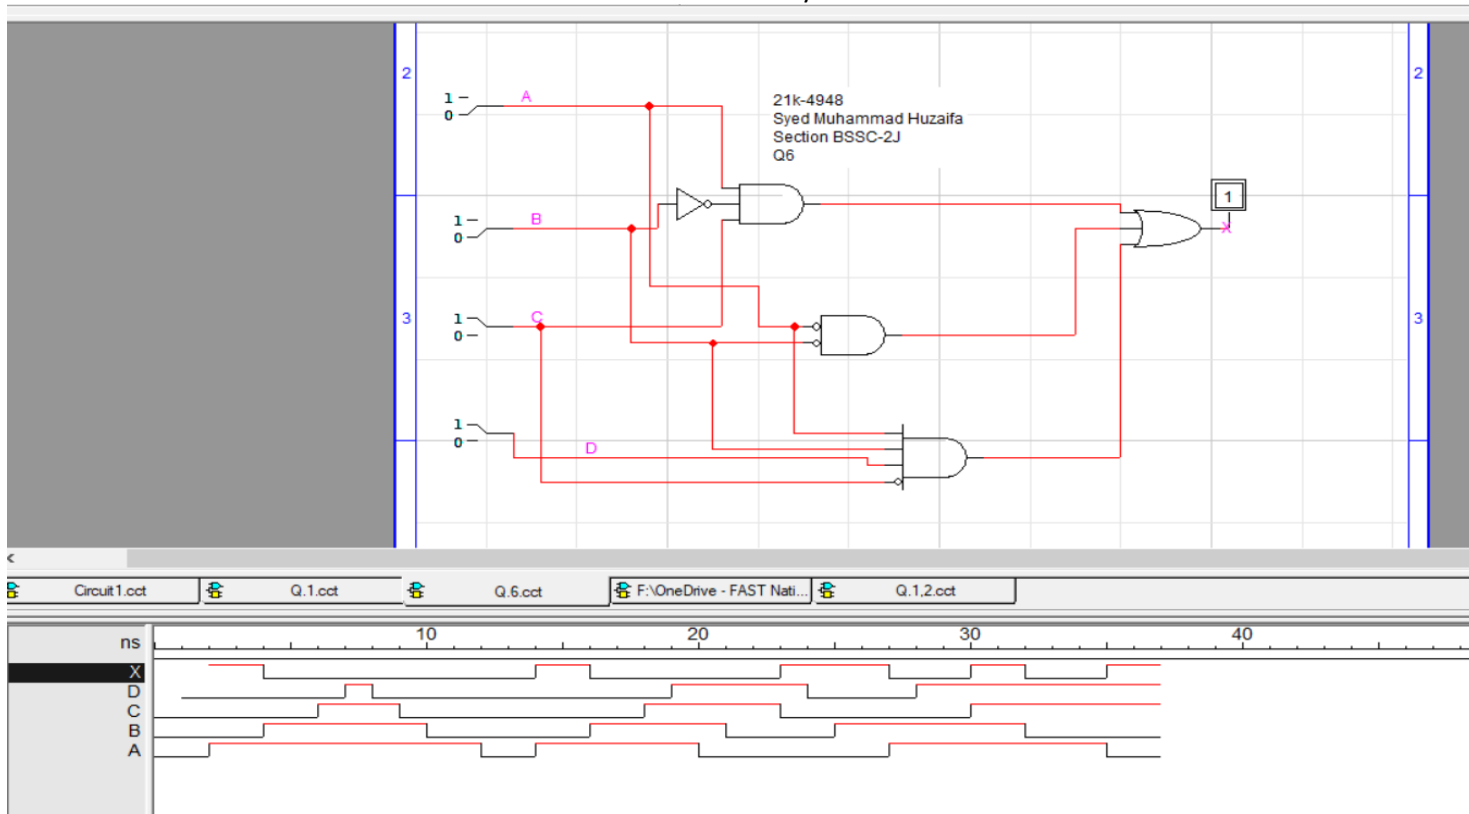 2
2
1
0
A
21k-4948
Syed Muhammad Huzaifa
Section BSSC-2J
Q6
1
1
0
B
X
3
3
1
0
C
1
0
D
<
Circuit1.cct
Q.1.cct
Q.6.cct
F:\OneDrive - FAST Nati...
Q.1,2.cct
ns
10
20
30
40
X
D
C
B
A